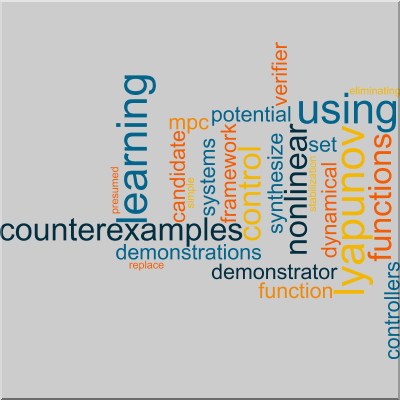 eliminating
using
verifier
learning
potential
mpc
candidate
systems
framework
control
synthesize
nonlinear
set
stabilization
dynamical
lyapunov
functions
presumed
simple
counterexamples
demonstrations
replace
demonstrator
function
controllers